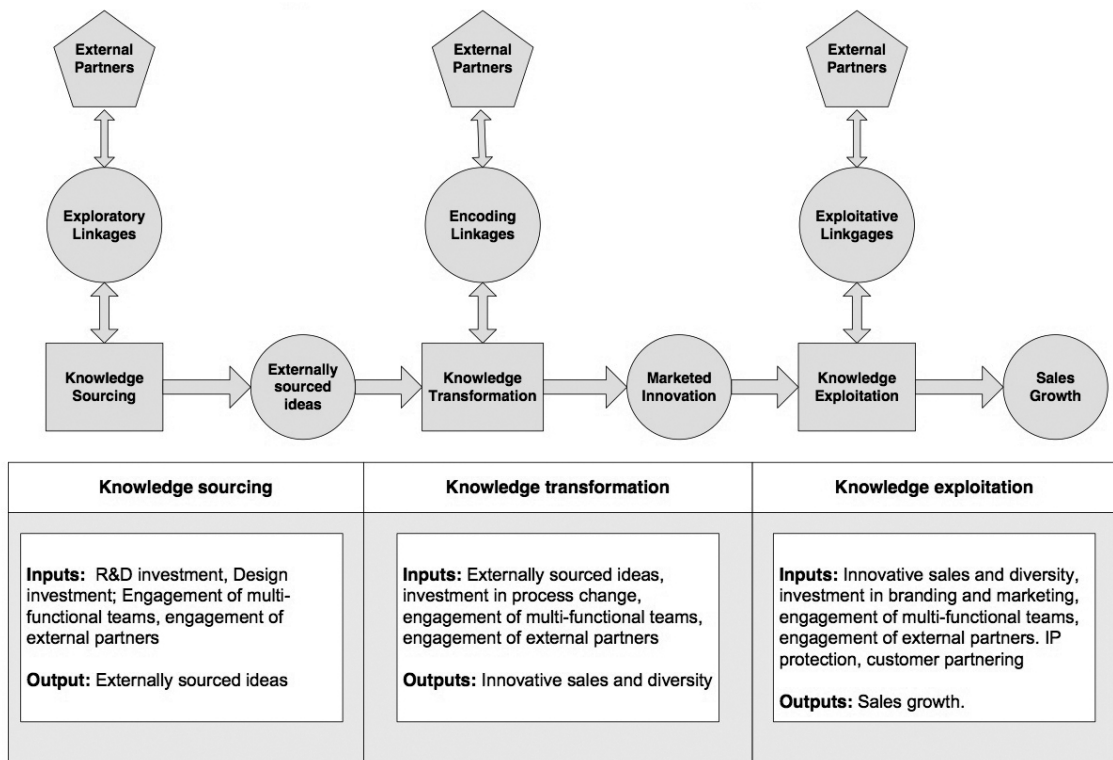 External
Partners
External
Partners
External
Partners
Exploratory
Linkages
Encoding
Linkages
Exploitative
Linkgages
Knowledge
Sourcing
Externally
sourced
ideas
Knowledge
Transformation
Marketed
Innovation
Knowledge
Exploitation
Sales
Growth
Knowledge sourcing
Knowledge transformation
Knowledge exploitation
Inputs: R&D investment, Design
investment; Engagement of multi-
functional teams, engagement of
external partners
Output: Externally sourced ideas
Inputs: Externally sourced ideas,
investment in process change,
engagement of multi-functional teams,
engagement of external partners
Outputs: Innovative sales and diversity
Inputs: Innovative sales and diversity,
investment in branding and marketing,
engagement of multi-functional teams,
engagement of external partners. IP
protection, customer partnering
Outputs: Sales growth.